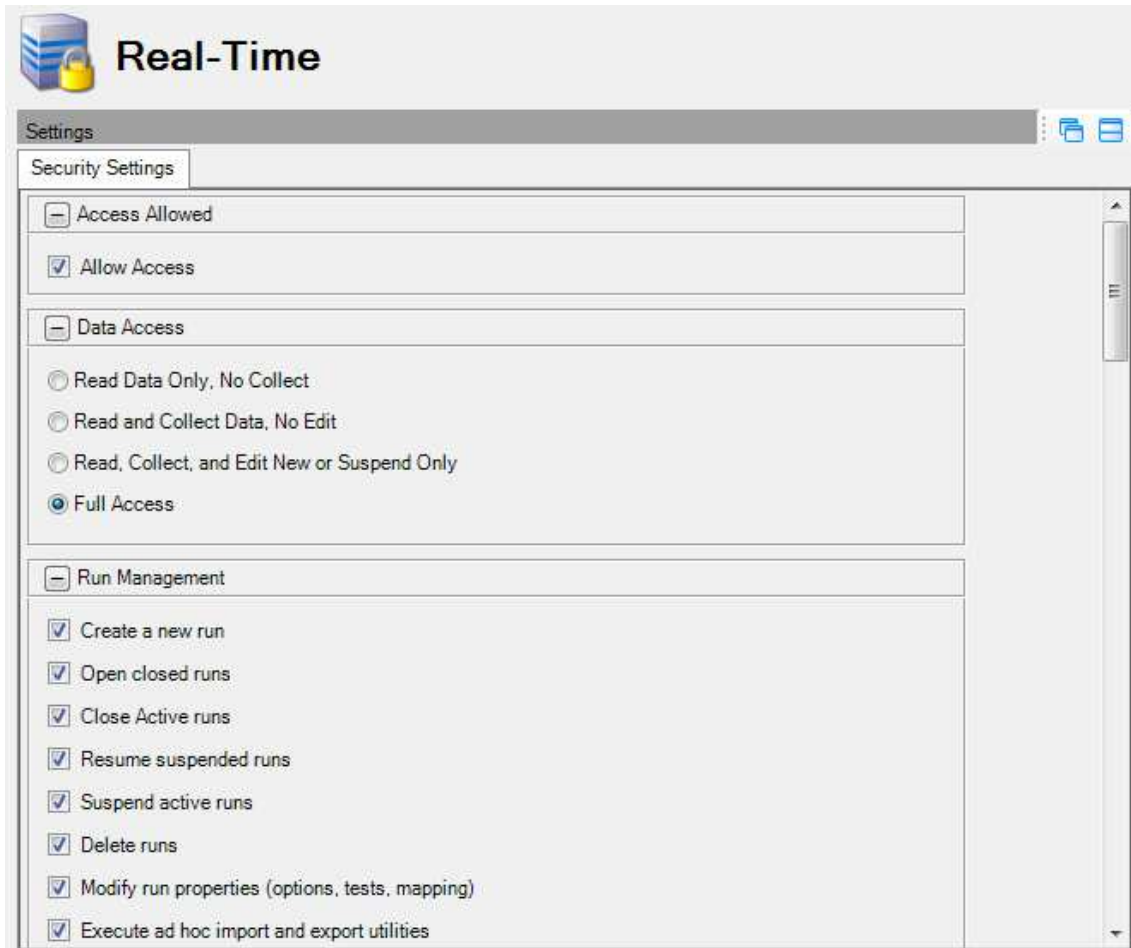 Real-Time
Settings
Security Settings
Access Allowed
Allow Access
Data Access
Read Data Only, No Collect
Read and Collect Data, No Edit
Read, Collect, and Edit New or Suspend Only
Full Access
Run Management
Create a new run
Open closed runs
Close Active runs
Resume suspended runs
Suspend active runs
Delete runs
Modify run properties (options, tests, mapping)
Execute ad hoc import and export utilities